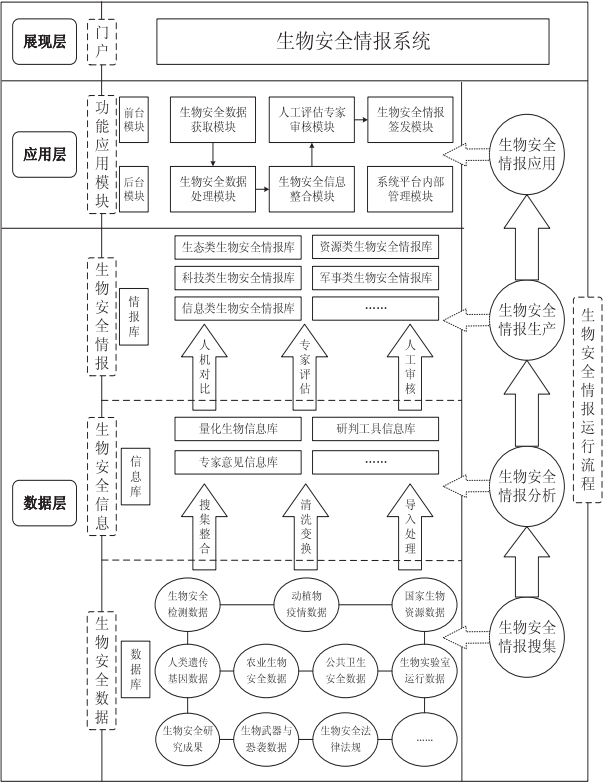 展现层
门户
生物安全情报系统
应用层
功能应用模块
前台
模块
生物安全数据
获取模块
人工评估专家
审核模块
生物安全情报
签发模块
后台
模块
生物安全数据
处理模块
生物安全信息
整合模块
系统平台内部
管理模块
生物安全
情报应用
数据层
生物安全情报
情报库
生态类生物安全情报库
资源类生物安全情报库
科技类生物安全情报库
军事类生物安全情报库
信息类生物安全情报库
……
人机对比
专家评估
人工审核
生物安全
情报生产
生物安全情报运行流程
生物安全信息
信息库
量化生物信息库
研判工具信息库
专家意见信息库
……
搜集整合
清洗变换
导入处理
生物安全
情报分析
生物安全数据
数据库
生物安全
检测数据
动植物
疫情数据
国家生物
资源数据
人类遗传
基因数据
农业生物
安全数据
公共卫生
安全数据
生物实验室
运行数据
生物安全研
究成果
生物武器与
恐袭数据
生物安全法
律法规
……
生物安全
情报搜集